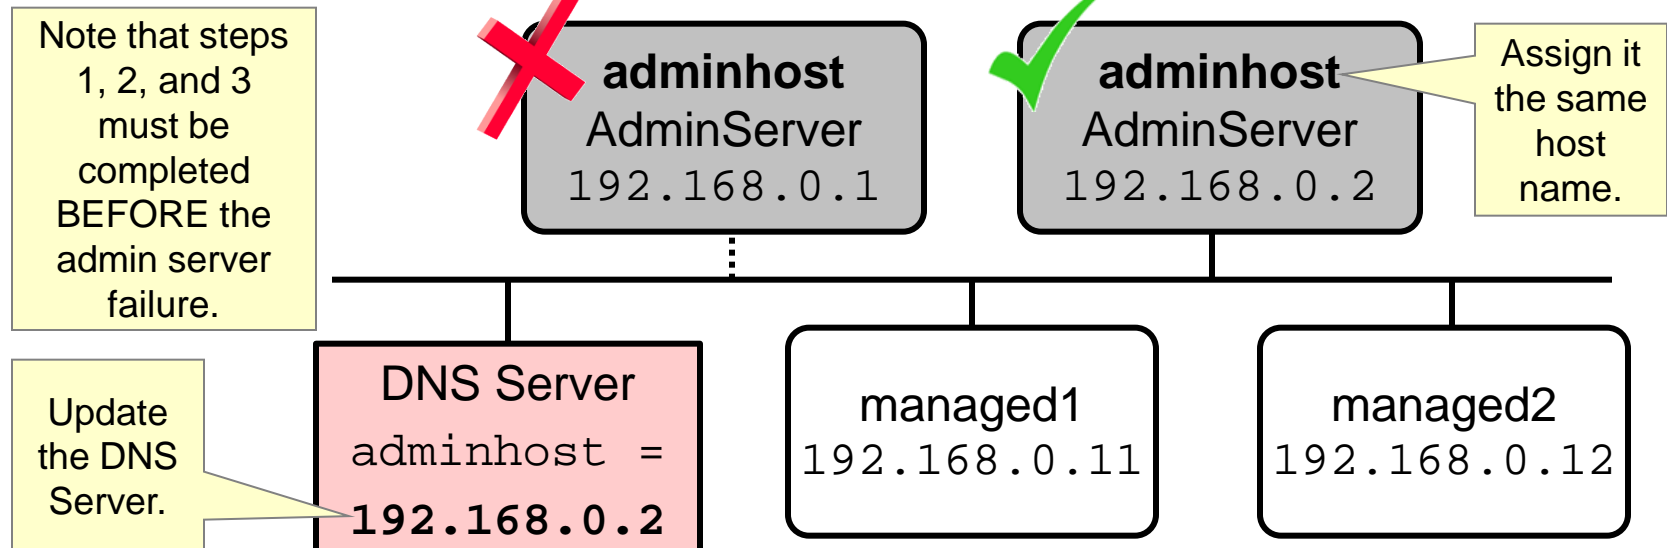 Note that steps
1, 2, and 3
must be
completed
BEFORE the
admin server
failure.
adminhost
AdminServer
192.168.0.1
adminhost
AdminServer
192.168.0.2
Assign it
the same
host
name.
Update
the DNS
Server.
DNS Server
adminhost =
192.168.0.2
managed1
192.168.0.11
managed2
192.168.0.12